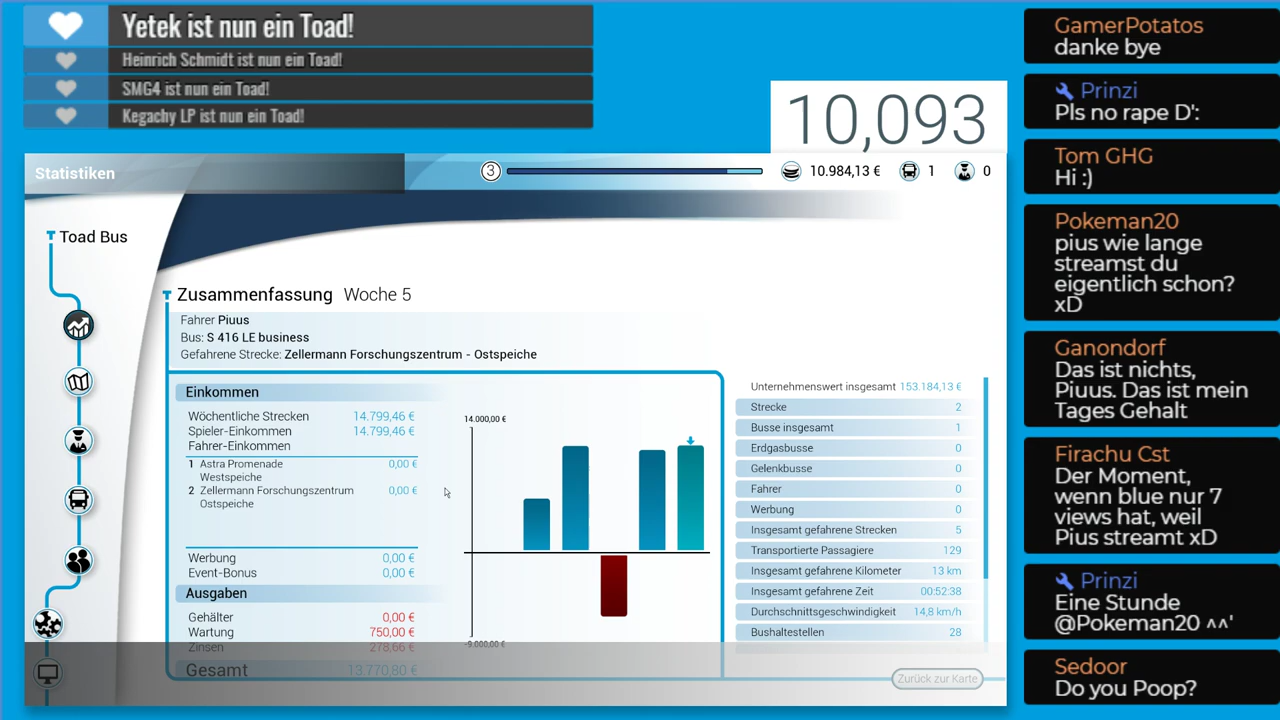 Yetek ist nun ein Toad!
Heinrich Schmidt ist nun ein Toad!
SMG4 ist nun ein Toad!
Kegachy LP ist nun ein Toad!
10,093
Statistiken
3
10.984,13 €
1
0
Toad Bus
Zusammenfassung Woche 5
Fahrer Piuus
Bus: S 416 LE business
Gefahrene Strecke: Zellermann Forschungszentrum - Ostspeiche
Einkommen
Wöchentliche Strecken 14.799,46 €
Spieler-Einkommen 14.799,46 €
Fahrer-Einkommen
1 Astra Promenade 0,00 €
Westspeiche
2 Zellermann Forschungszentrum 0,00 €
Ostspeiche
Werbung 0,00 €
Event-Bonus 0,00 €
Ausgaben
Gehälter 0,00 €
Wartung 750,00 €
Zinsen 278,66 €
Gesamt 13.770,80 €
14.000,00 €
-9.000,00 €
Unternehmenswert insgesamt 153.184,13 €
Strecke 2
Busse insgesamt 1
Erdgasbusse 0
Gelenkbusse 0
Fahrer 0
Werbung 0
Insgesamt gefahrene Strecken 5
Transportierte Passagiere 129
Insgesamt gefahrene Kilometer 13 km
Insgesamt gefahrene Zeit 00:52:38
Durchschnittsgeschwindigkeit 14,8 km/h
Bushaltestellen 28
Zurück zur Karte
GamerPotatos
danke bye
Prinzi
Pls no rape D':
Tom GHG
Hi :)
Pokeman20
pius wie lange
streamst du
eigentlich schon?
xD
Ganondorf
Das ist nichts,
Piuus. Das ist mein
Tages Gehalt
Firachu Cst
Der Moment,
wenn blue nur 7
views hat, weil
Pius streamt xD
Prinzi
Eine Stunde
@Pokeman20 ^^'
Sedoor
Do you Poop?